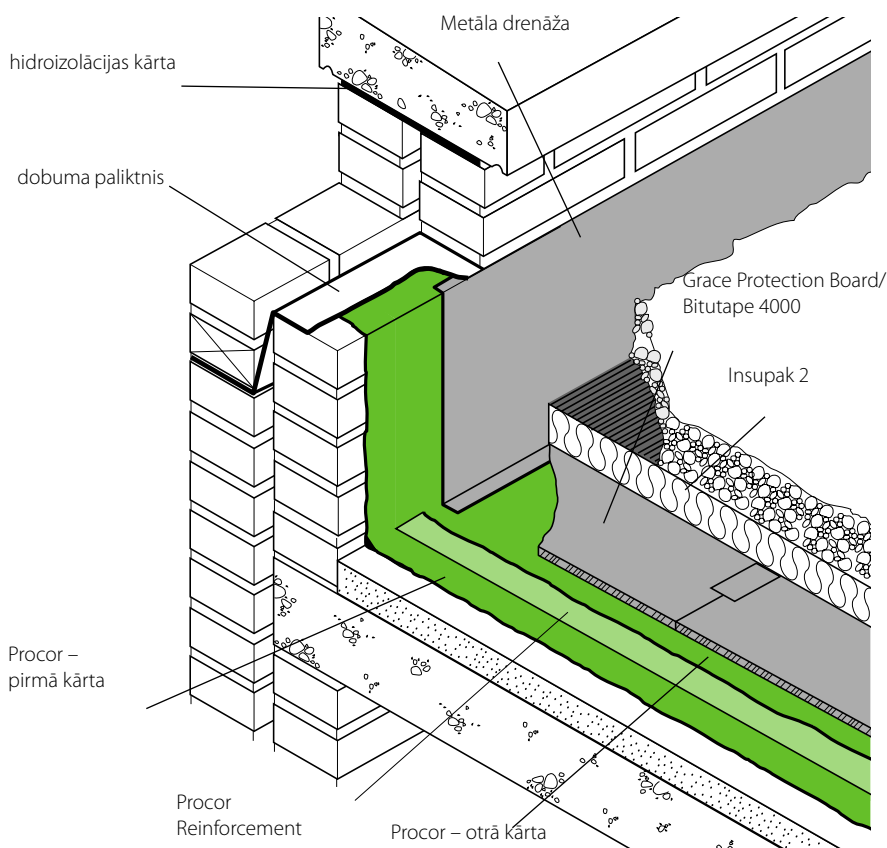 Metāla drenāža
hidroizolācijas kārta
dobuma paliktnis
Grace Protection Board/
Bitutape 4000
Insupak 2
Procor –
pirmā kārta
Procor
Reinforcement
Procor – otrā kārta